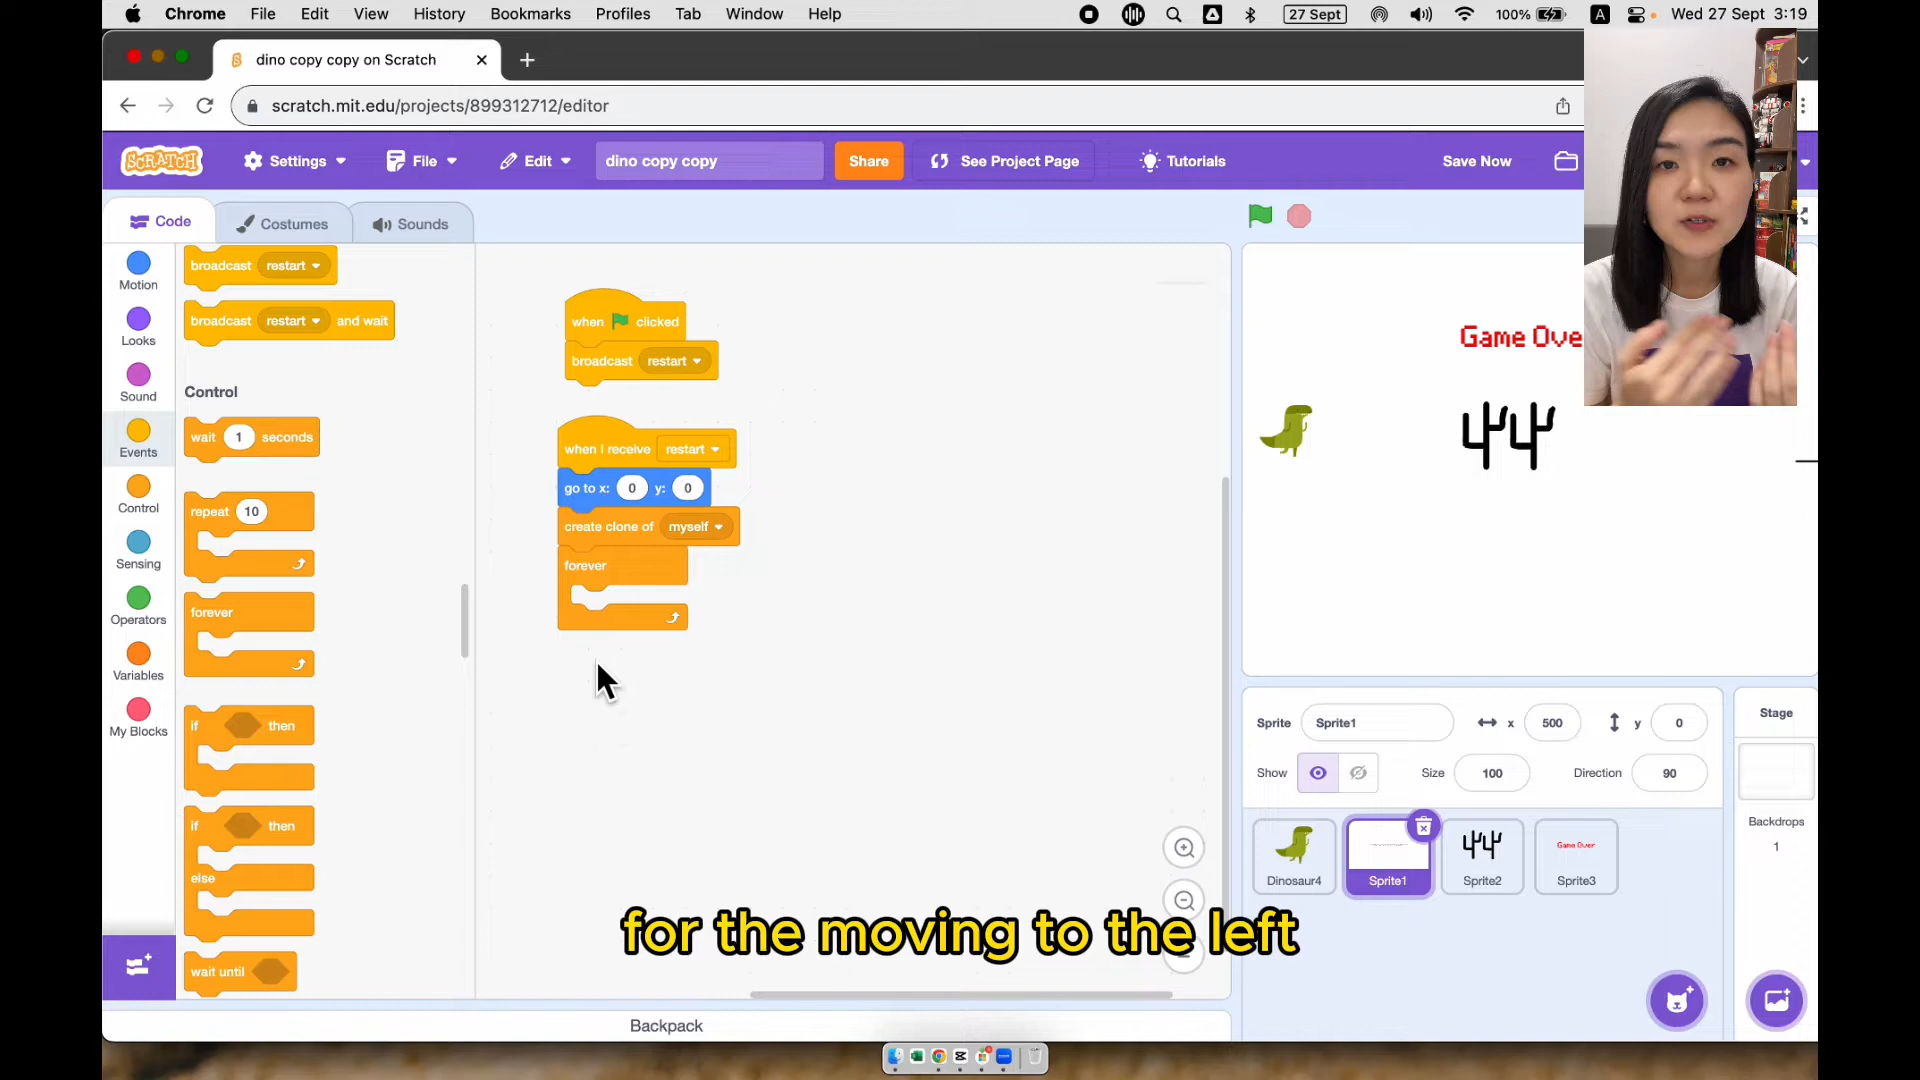 Chrome File Edit View History Bookmarks Profiles Tab Window Help
27 Sept 100% A Wed 27 Sept 3:19
dino copy copy on Scratch
scratch.mit.edu/projects/899312712/editor
SCRATCH Settings File Edit dino copy copy Share See Project Page Tutorials Save Now
Code Costumes Sounds
Motion
Looks
Sound
Events
Control
Sensing
Operators
Variables
My Blocks
broadcast restart
broadcast restart and wait
Control
wait 1 seconds
repeat 10
forever
if then
if then
else
wait until
when clicked
broadcast restart
when I receive restart
go to x: 0 y: 0
create clone of myself
forever
Game Ove
Sprite Sprite1 x 500 y 0
Show Size 100 Direction 90
Dinosaur4 Sprite1 Sprite2 Game Over Sprite3
Stage
Backdrops
1
for the moving to the left
Backpack